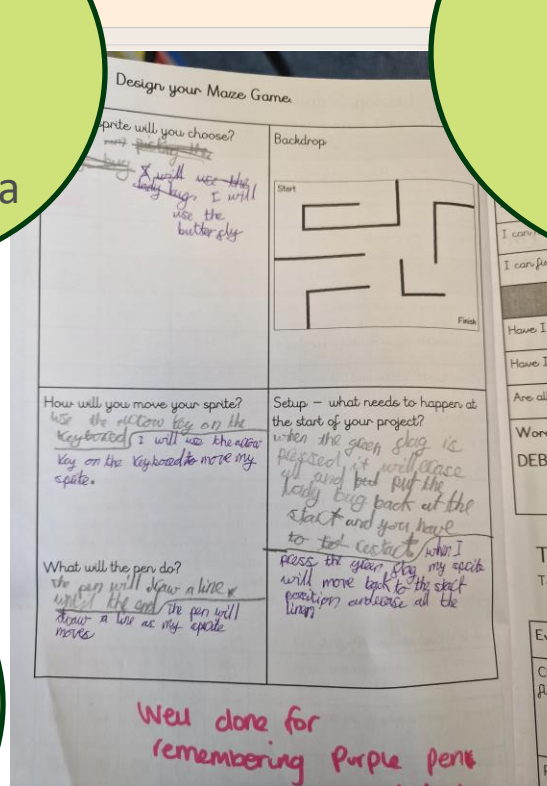 a
Design your Maze Game
sprite will you choose?
bug I will use the
lady bug. I will
use the
butterfly
Backdrop
Start
Finish
How will you move your sprite?
use the arrow key on the
keyboard I will use the arrow
key on the keyboared to move my
sprite.
What will the pen do?
the pen will draw a line
until the end the pen will
draw a line as my sprite
moves
Setup – what needs to happen at
the start of your project?
when the green flag is
pressed it will erase
all and put the
lady bug back at the
start and you have
to restart when I
press the green flag my sprite
will move back to the start
position and erase all the
lines
Well done for
remembering Purple pen
I can
I can
Have I
Have I
Are al
Wor
DEB
T
T
Ev
C